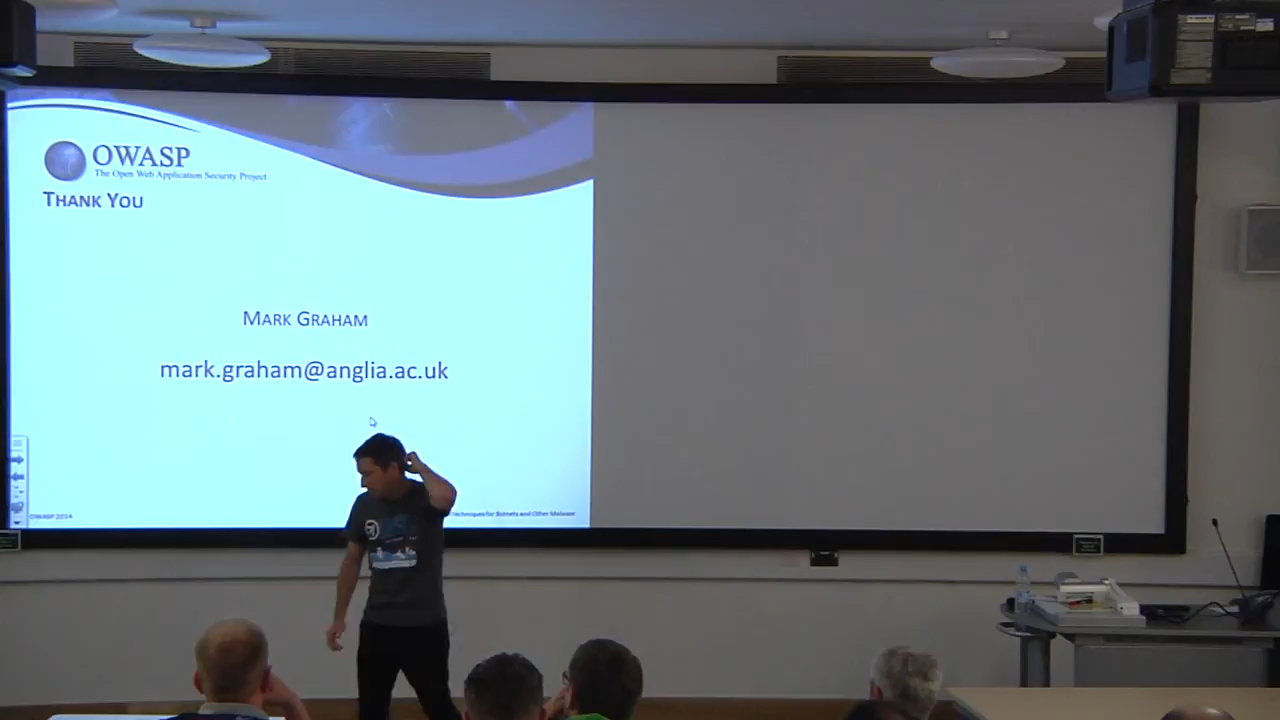 OWASP
The Open Web Application Security Project
THANK YOU
MARK GRAHAM
mark.graham@anglia.ac.uk
OWASP 2014
Techniques for Botnets and Other Malware